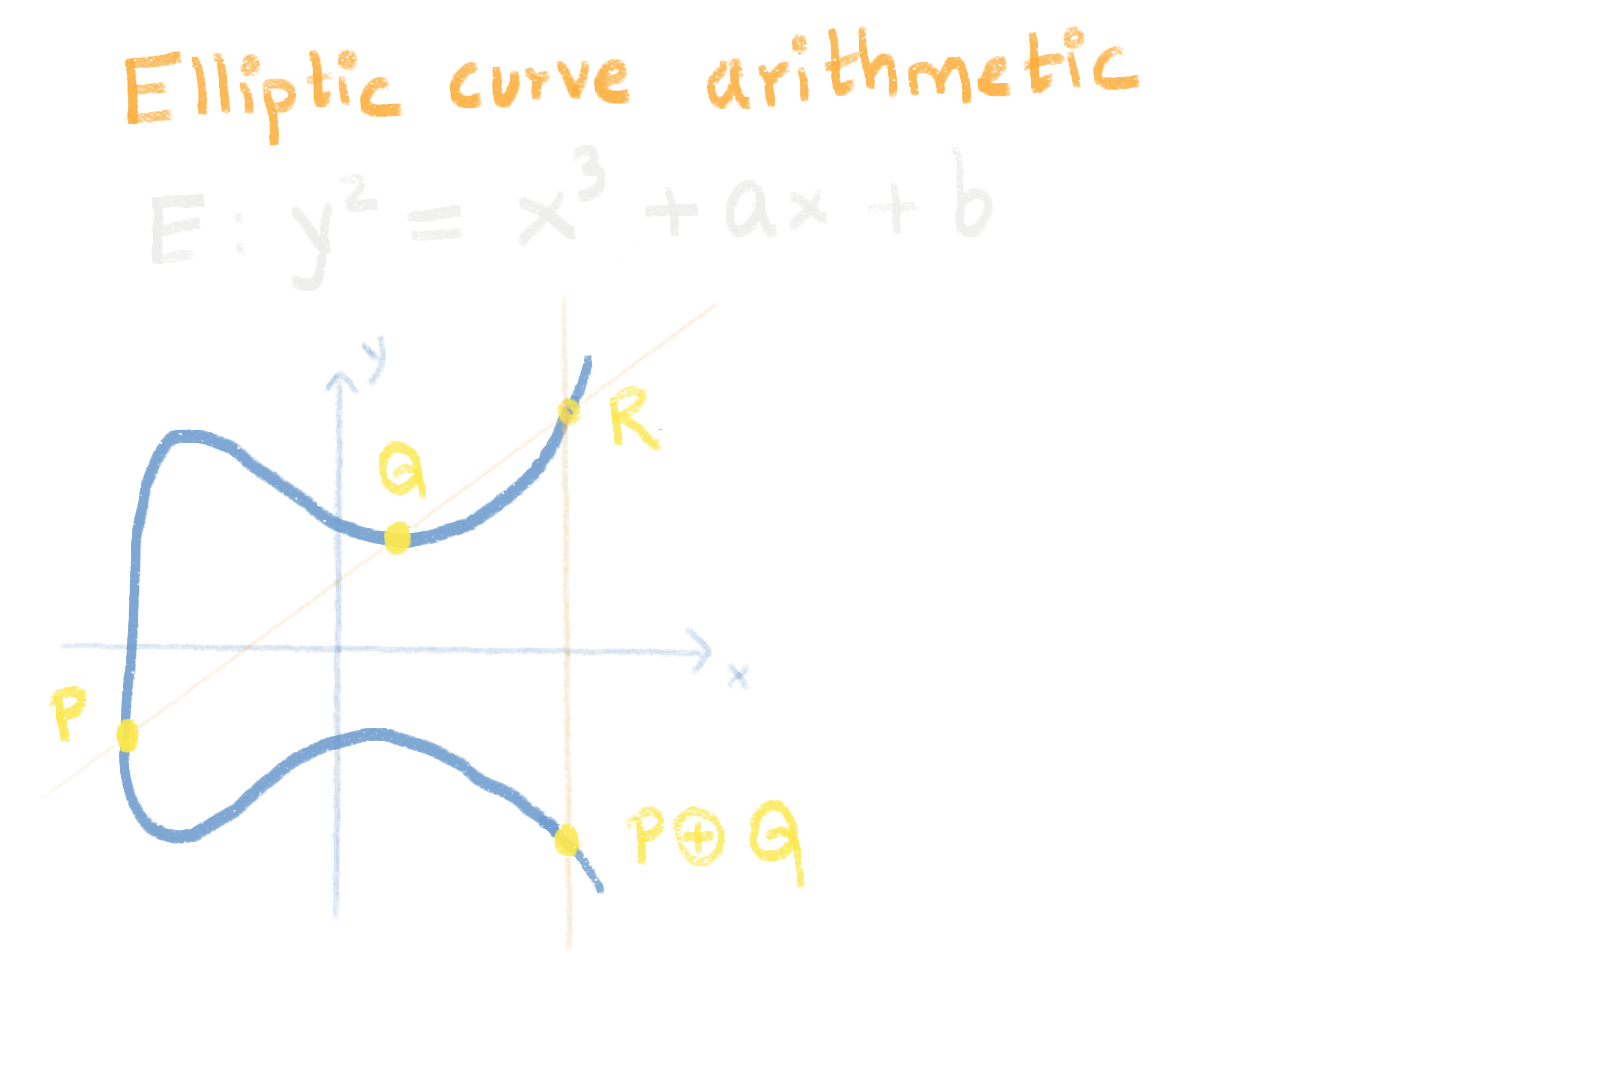 Elliptic curve arithmetic
E: y² = x³ + ax + b
y
R
Q
x
P
P⊕Q